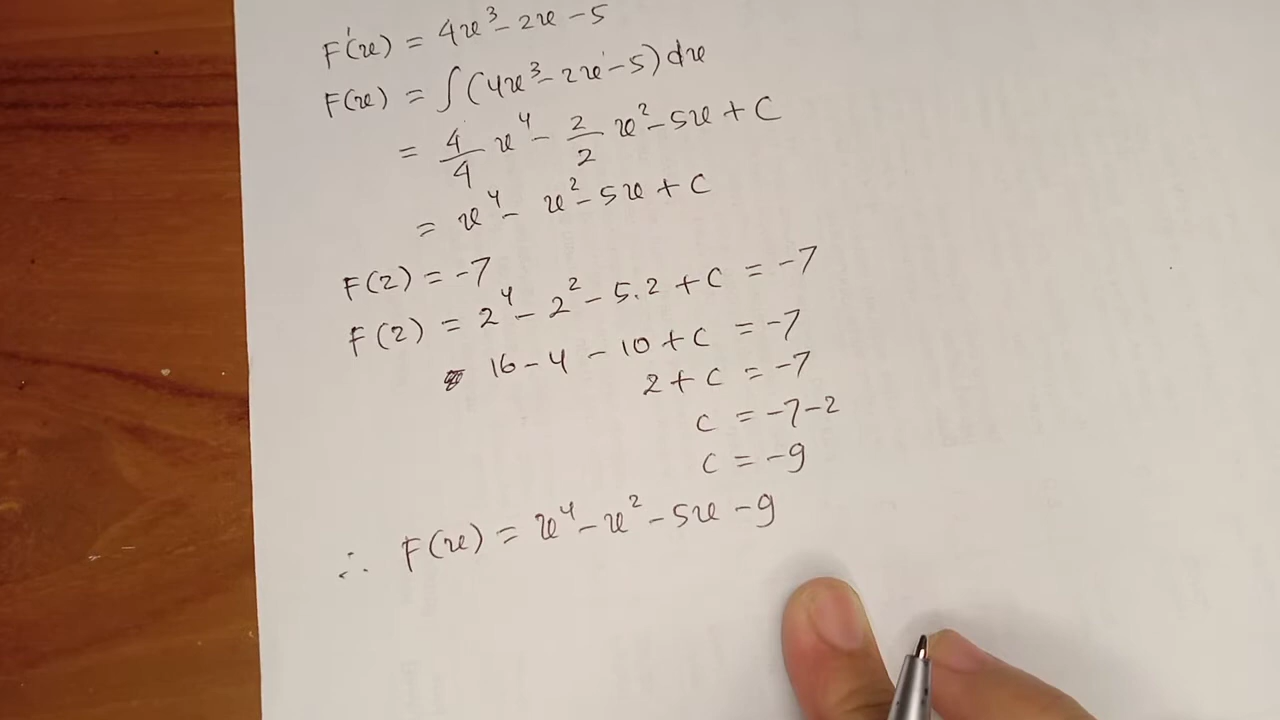 F'(x) = 4x³ - 2x - 5
F(x) = ∫(4x³ - 2x - 5) dx
= 4/4 x⁴ - 2/2 x² - 5x + C
= x⁴ - x² - 5x + C
F(2) = -7
F(2) = 2⁴ - 2² - 5.2 + C = -7
16 - 4 - 10 + C = -7
2 + C = -7
C = -7 - 2
C = -9
∴ F(x) = x⁴ - x² - 5x - 9